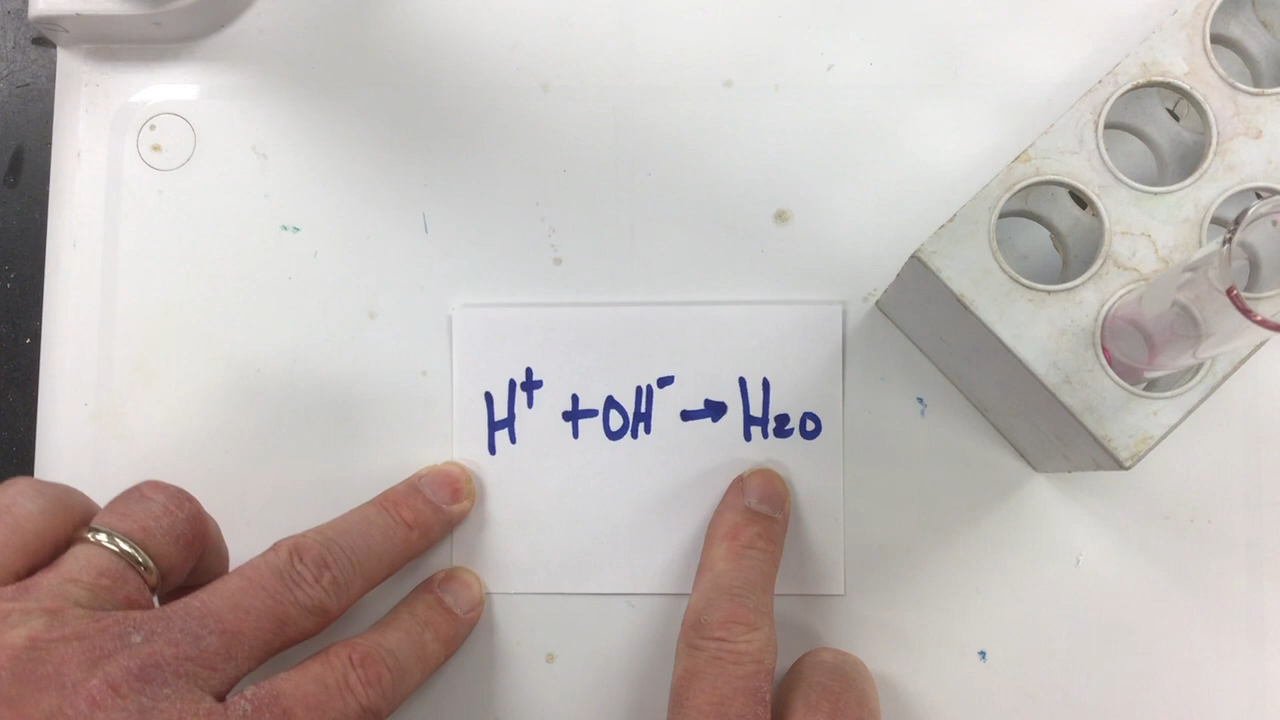 H⁺ + OH⁻ → H₂O